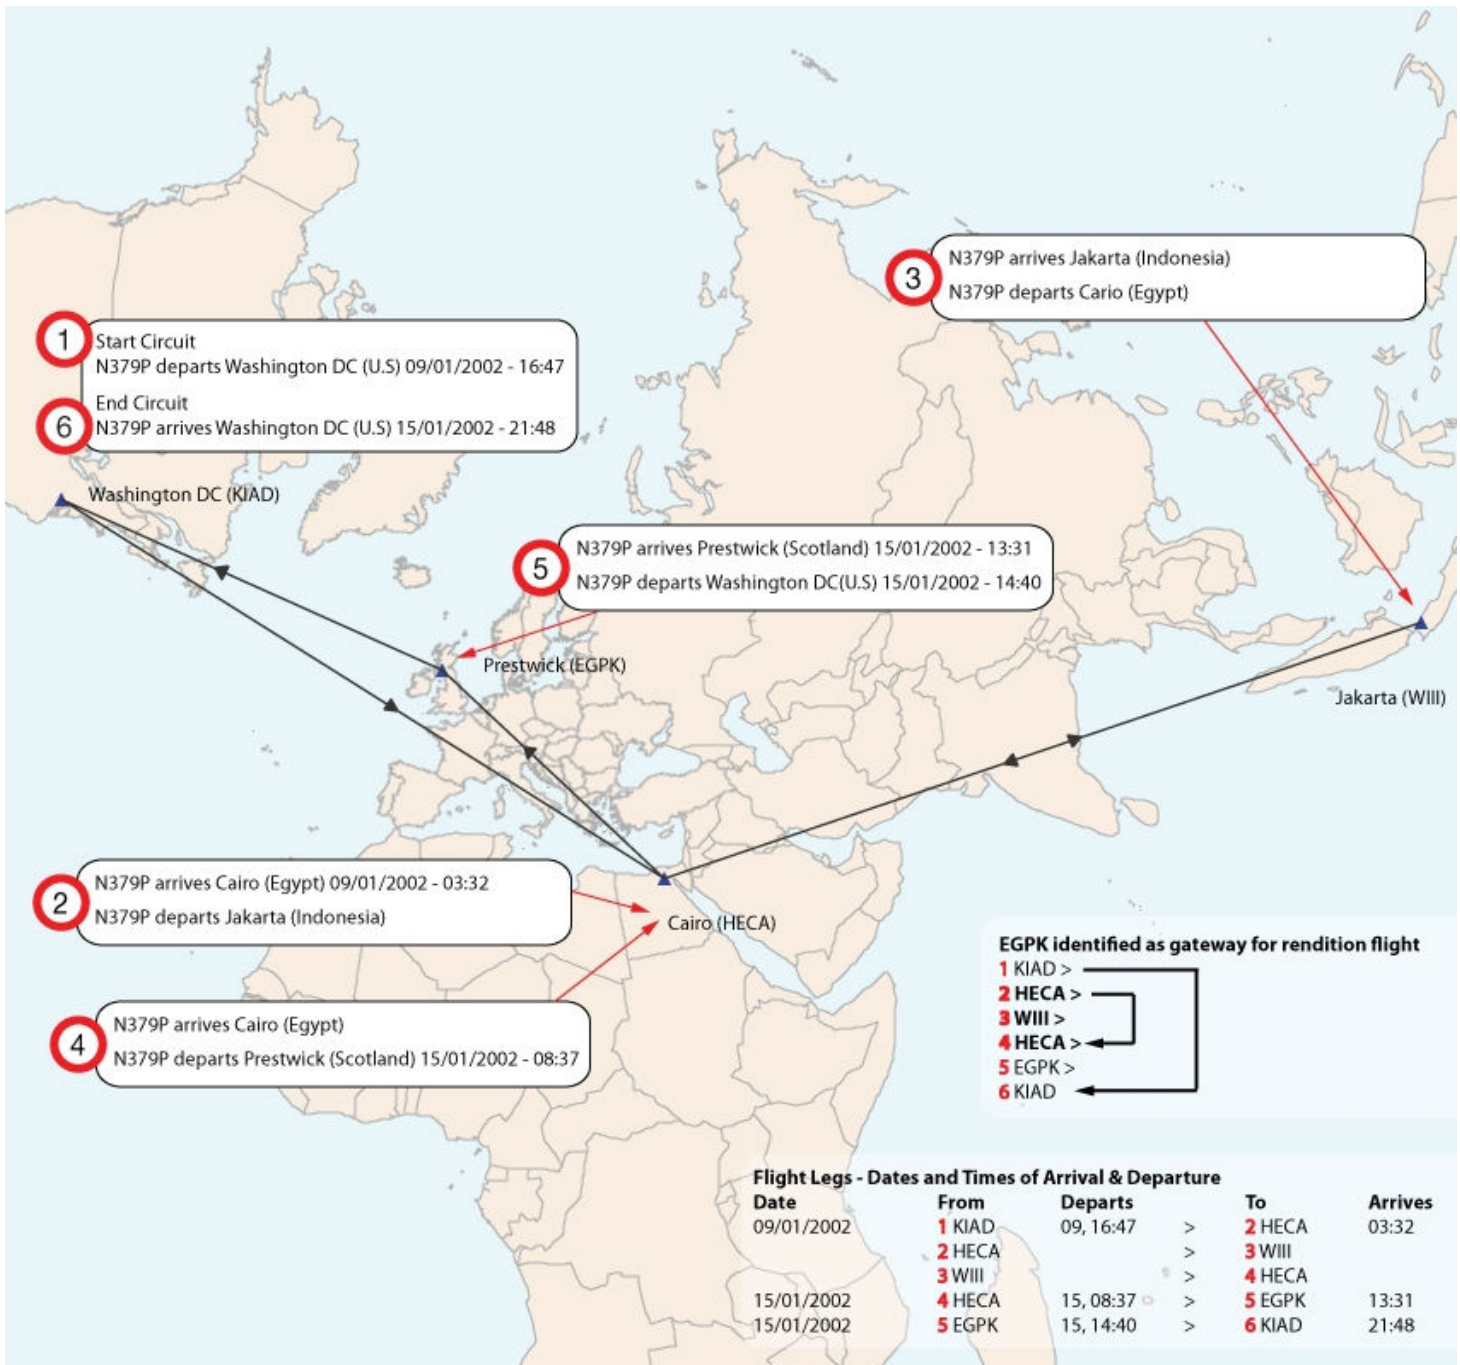 3
N379P arrives Jakarta (Indonesia)
N379P departs Cario (Egypt)
1
Start Circuit
N379P departs Washington DC (U.S) 09/01/2002 - 16:47
End Circuit
6
N379P arrives Washington DC (U.S) 15/01/2002 - 21:48
Washington DC (KIAD)
5
N379P arrives Prestwick (Scotland) 15/01/2002 - 13:31
N379P departs Washington DC(U.S) 15/01/2002 - 14:40
Prestwick (EGPK)
Jakarta (WIII)
2
N379P arrives Cairo (Egypt) 09/01/2002 - 03:32
N379P departs Jakarta (Indonesia)
Cairo (HECA)
4
N379P arrives Cairo (Egypt)
N379P departs Prestwick (Scotland) 15/01/2002 - 08:37
EGPK identified as gateway for rendition flight
1 KIAD >
2 HECA >
3 WIII >
4 HECA >
5 EGPK >
6 KIAD
Flight Legs - Dates and Times of Arrival & Departure
Date From Departs To Arrives
09/01/2002 1 KIAD 09, 16:47 > 2 HECA 03:32
2 HECA > 3 WIII
3 WIII > 4 HECA
15/01/2002 4 HECA 15, 08:37 > 5 EGPK 13:31
15/01/2002 5 EGPK 15, 14:40 > 6 KIAD 21:48